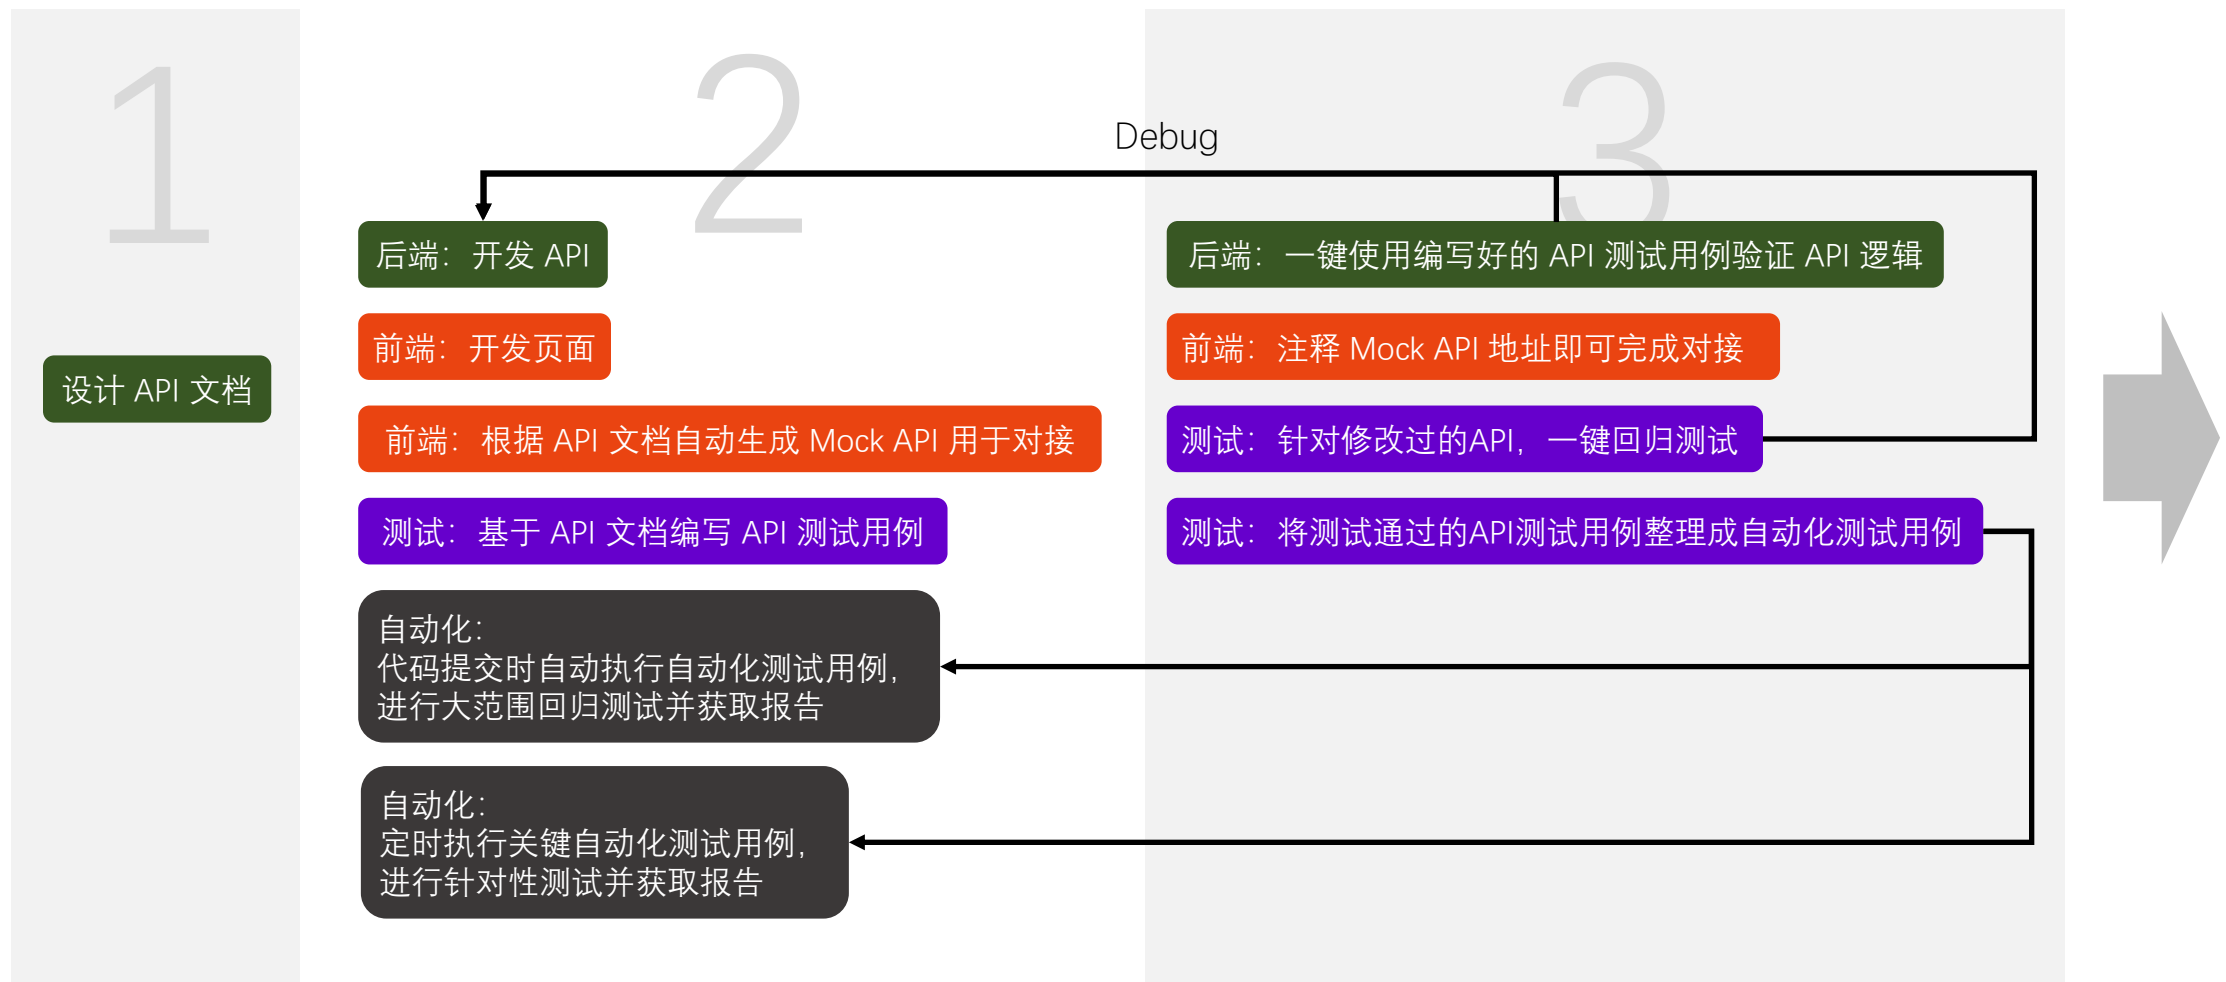 1
设计 API 文档
2
后端：开发 API
前端：开发页面
前端：根据 API 文档自动生成 Mock API 用于对接
测试：基于 API 文档编写 API 测试用例
自动化：
代码提交时自动执行自动化测试用例，
进行大范围回归测试并获取报告
自动化：
定时执行关键自动化测试用例，
进行针对性测试并获取报告
Debug
3
后端：一键使用编写好的 API 测试用例验证 API 逻辑
前端：注释 Mock API 地址即可完成对接
测试：针对修改过的API，一键回归测试
测试：将测试通过的API测试用例整理成自动化测试用例